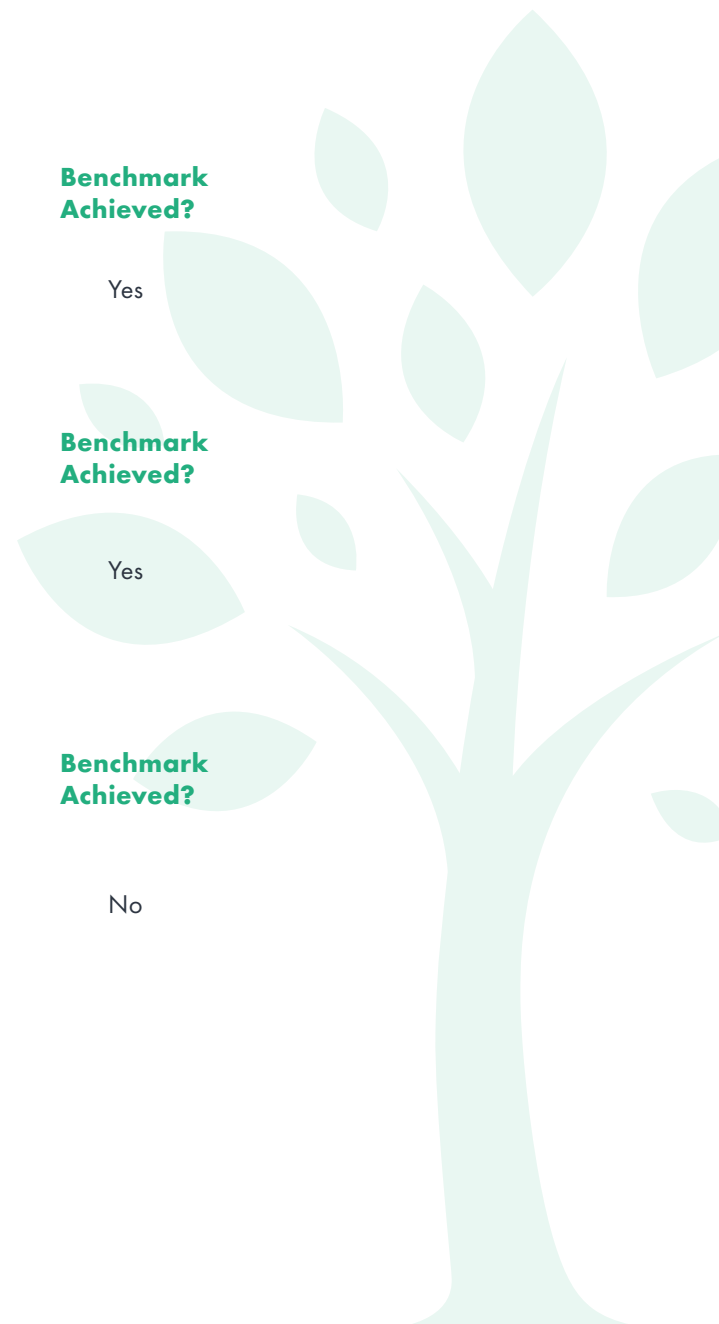 Benchmark
Achieved?
Yes
Benchmark
Achieved?
Yes
Benchmark
Achieved?
No